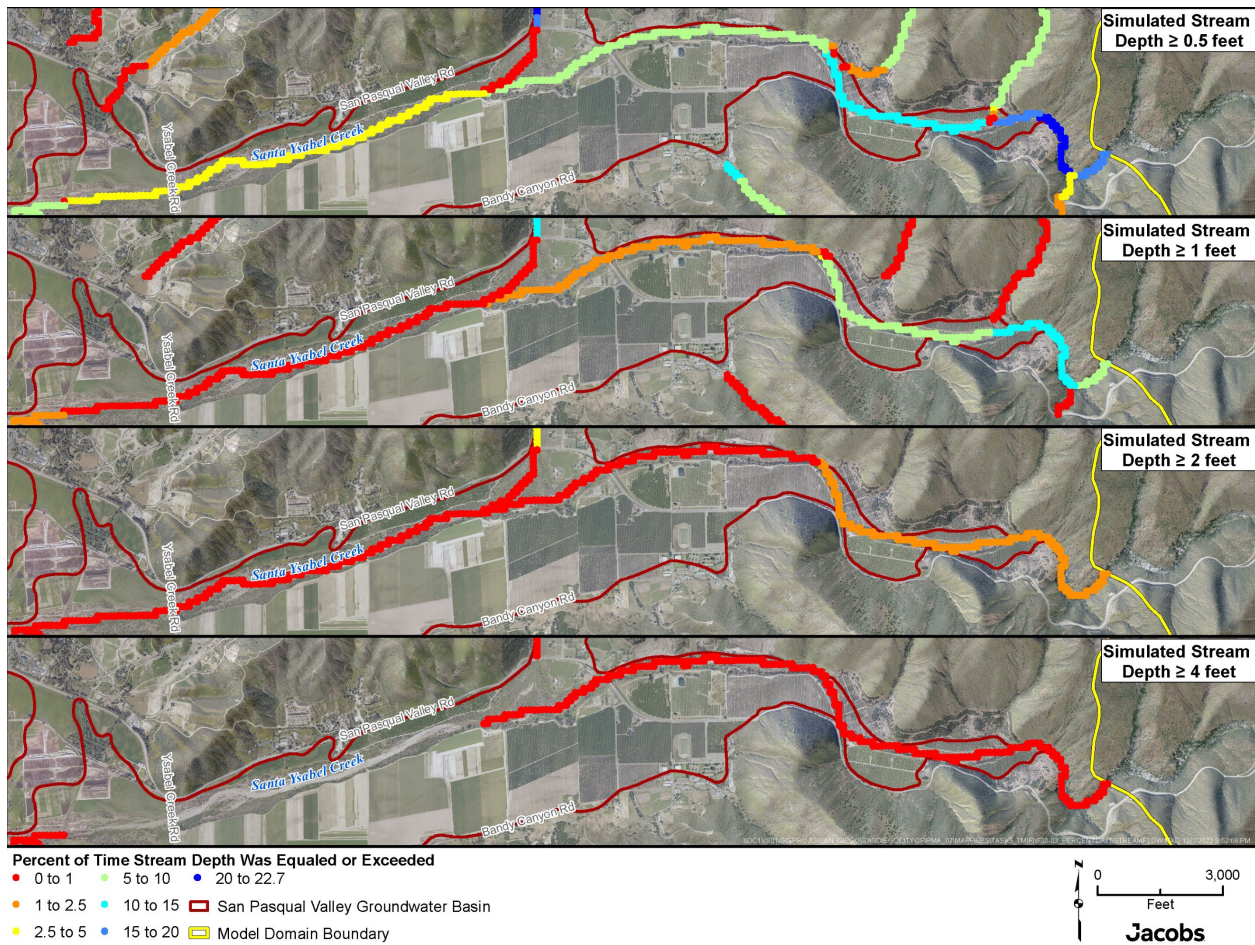 Simulated Stream
Depth ≥ 0.5 feet
San Pasqual Valley Rd
Ysabel Creek Rd
Santa Ysabel Creek
Bandy Canyon Rd
Simulated Stream
Depth ≥ 1 feet
San Pasqual Valley Rd
Ysabel Creek Rd
Santa Ysabel Creek
Bandy Canyon Rd
Simulated Stream
Depth ≥ 2 feet
San Pasqual Valley Rd
Ysabel Creek Rd
Santa Ysabel Creek
Bandy Canyon Rd
Simulated Stream
Depth ≥ 4 feet
San Pasqual Valley Rd
Ysabel Creek Rd
Santa Ysabel Creek
Bandy Canyon Rd
Percent of Time Stream Depth Was Equaled or Exceeded
0 to 1
5 to 10
20 to 22.7
1 to 2.5
10 to 15
San Pasqual Valley Groundwater Basin
2.5 to 5
15 to 20
Model Domain Boundary
N
0
3,000
Feet
Jacobs